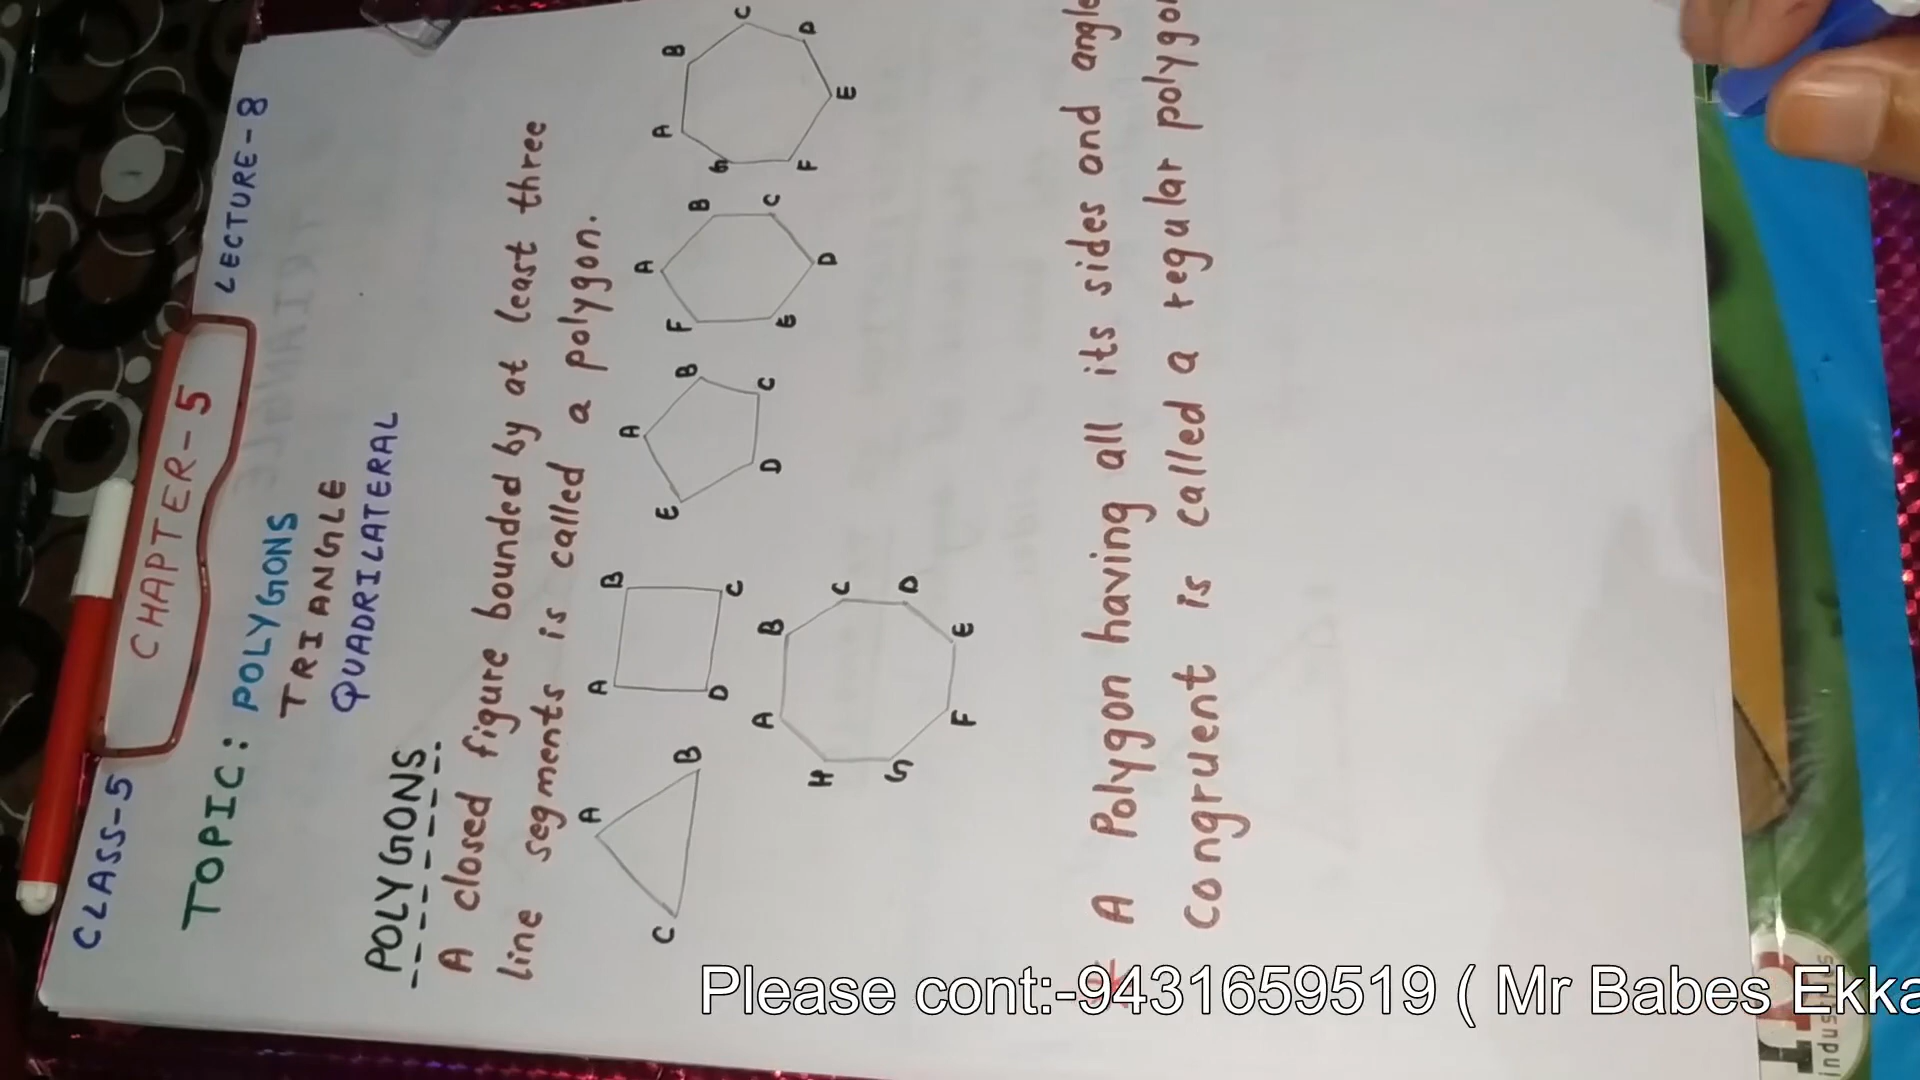 CLASS-5
CHAPTER-5
LECTURE-8
TOPIC: POLYGONS
TRIANGLE
QUADRILATERAL
POLYGONS
A closed figure bounded by at least three
line segments is called a polygon.
A
B
C
A
B
C
D
A
B
C
D
E
A
B
C
D
E
F
A
B
C
D
E
F
G
A
B
C
D
E
F
G
H
* A Polygon having all its sides and angle
congruent is called a regular polygon
Please cont:-9431659519 ( Mr Babes Ekka